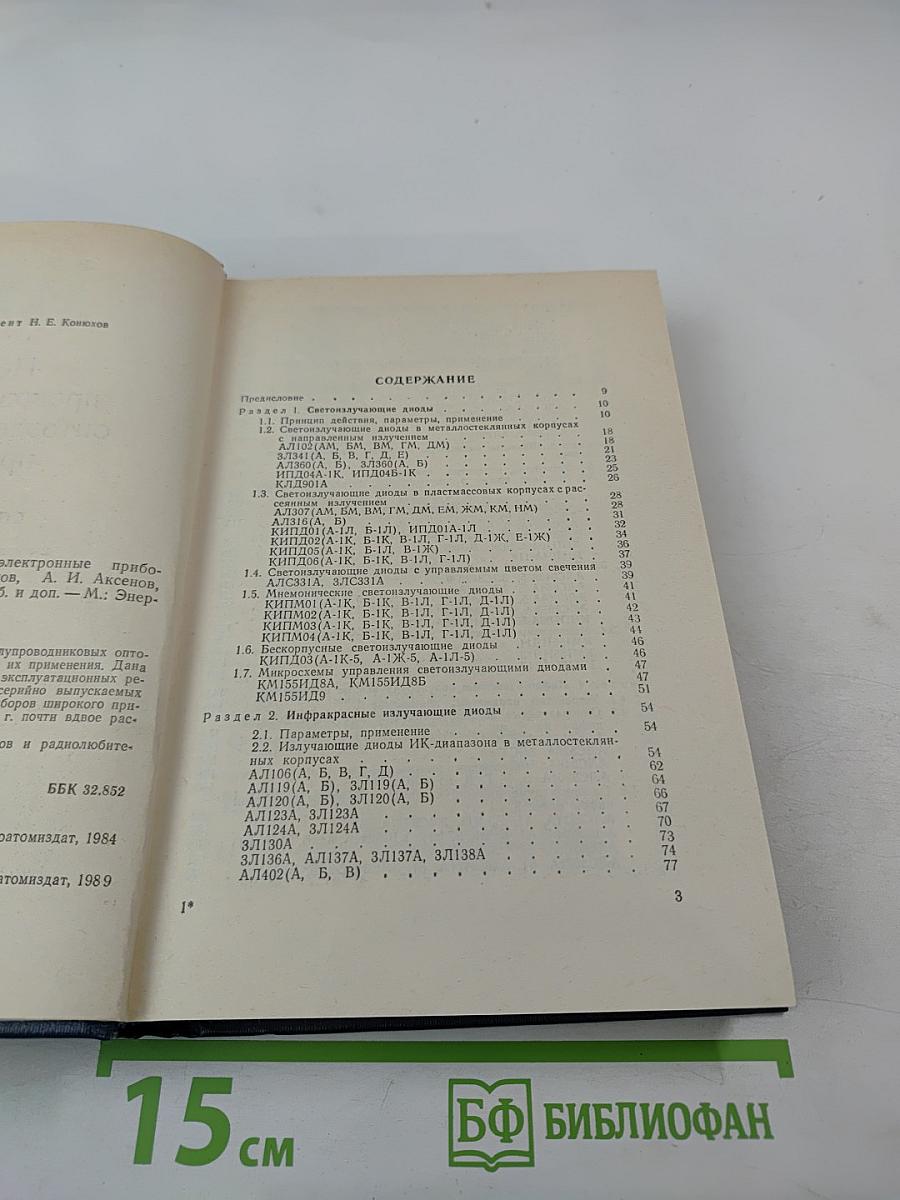 ент Н. Е. Конюхов
электронные прибо-
ов, А. И. Аксенов,
б. и доп. — М.: Энер-
лупроводниковых опто-
их применения. Дана
эксплуатационных ре-
серийно выпускаемых
боров широкого при-
г. почти вдвое рас-
ов и радиолюбите-
ББК 32.852
оатомиздат, 1984
атомиздат, 1989
СОДЕРЖАНИЕ
Предисловие . . . . . . . . . . . . . 9
Раздел 1. Светоизлучающие диоды . . . . . . . . 10
1.1. Принцип действия, параметры, применение . . . . 10
1.2. Светоизлучающие диоды в металлостеклянных корпусах
с направленным излучением . . . . . . . . 18
АЛ102(АМ, БМ, ВМ, ГМ, ДМ) . . . . . . . 18
3Л341(А, Б, В, Г, Д, Е) . . . . . . . . . 21
АЛ360(А, Б), 3Л360(А, Б) . . . . . . . . 23
ИПД04А-1К, ИПД04Б-1К . . . . . . . . . 25
КЛД901А . . . . . . . . . . . . . 26
1.3. Светоизлучающие диоды в пластмассовых корпусах с рас-
сеянным излучением . . . . . . . . . . 28
АЛ307(АМ, БМ, ВМ, ГМ, ДМ, ЕМ, ЖМ, КМ, НМ) . . 28
АЛ316(А, Б) . . . . . . . . . . . . 31
КИПД01(А-1Л, Б-1Л), ИПД01А-1Л . . . . . . 32
КИПД02(А-1К, Б-1К, В-1Л, Г-1Л, Д-1Ж, Е-1Ж) . . 34
КИПД05(А-1К, Б-1Л, В-1Ж) . . . . . . . . 36
КИПД06(А-1К, Б-1К, В-1Л, Г-1Л) . . . . . . 37
1.4. Светоизлучающие диоды с управляемым цветом свечения 39
АЛС331А, 3ЛС331А . . . . . . . . . . 39
1.5. Мнемонические светоизлучающие диоды . . . . . 41
КИПМ01(А-1К, Б-1К, В-1Л, Г-1Л, Д-1Л) . . . . 41
КИПМ02(А-1К, Б-1К, В-1Л, Г-1Л, Д-1Л) . . . . 42
КИПМ03(А-1К, Б-1К, В-1Л, Г-1Л, Д-1Л) . . . . 43
КИПМ04(А-1К, Б-1К, В-1Л, Г-1Л, Д-1Л) . . . . 44
1.6. Бескорпусные светоизлучающие диоды . . . . . 46
КИПД03(А-1К-5, А-1Ж-5, А-1Л-5) . . . . . . 46
1.7. Микросхемы управления светоизлучающими диодами . 47
КМ155ИД8А, КМ155ИД8Б . . . . . . . . . 47
КМ155ИД9 . . . . . . . . . . . . . 51
Раздел 2. Инфракрасные излучающие диоды . . . . . . 54
2.1. Параметры, применение . . . . . . . . . 54
2.2. Излучающие диоды ИК-диапазона в металлостеклян-
ных корпусах . . . . . . . . . . . . 54
АЛ106(А, Б, В, Г, Д) . . . . . . . . . . 62
АЛ119(А, Б), 3Л119(А, Б) . . . . . . . . 64
АЛ120(А, Б), 3Л120(А, Б) . . . . . . . . 66
АЛ123А, 3Л123А . . . . . . . . . . . 67
АЛ124А, 3Л124А . . . . . . . . . . . 70
3Л130А . . . . . . . . . . . . . . 73
3Л136А, АЛ137А, 3Л137А, 3Л138А . . . . . . 74
АЛ402(А, Б, В) . . . . . . . . . . . 77
1* 3
15 см
БФ БИБЛИОФАН